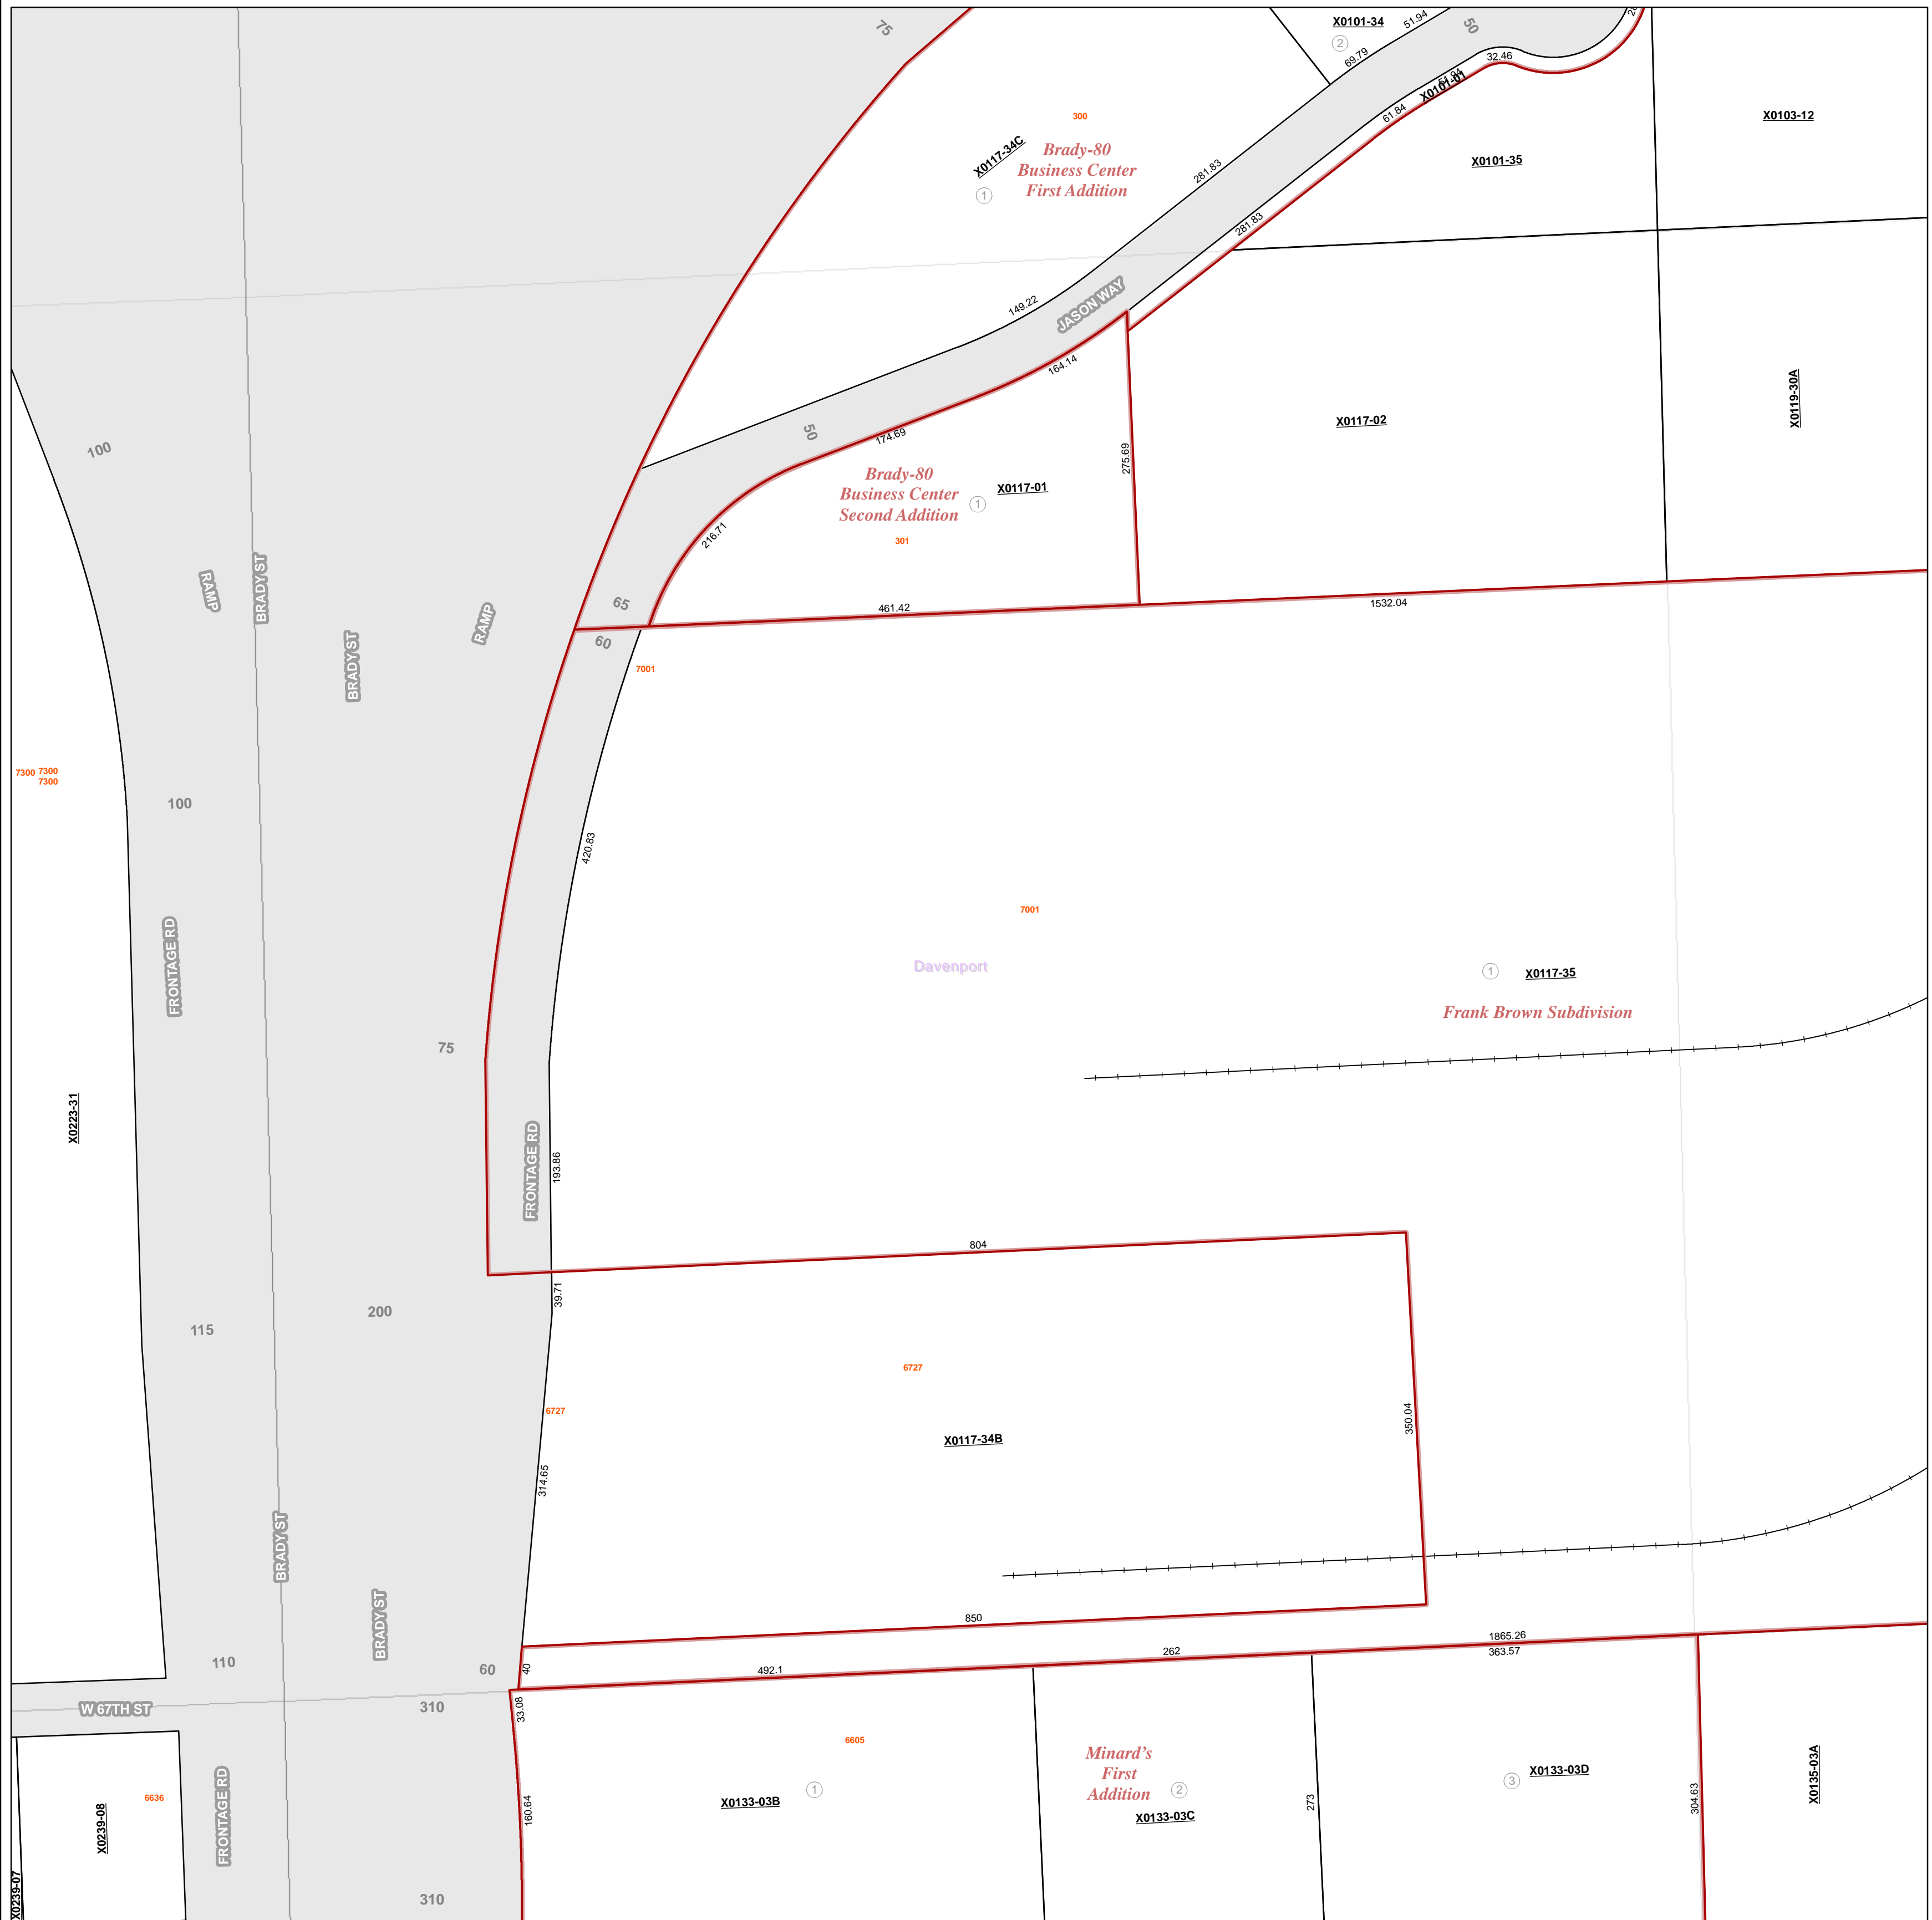 75
X0101-34
2
51.94
50
69.79
32.46
X0101-01
61.84
X0103-12
300
X0117-34C
1
Brady-80
Business Center
First Addition
281.83
X0101-35
281.83
149.22
JASON WAY
164.14
X0119-30A
X0117-02
100
50
174.69
275.69
Brady-80
Business Center
Second Addition
1
X0117-01
301
216.71
RAMP
BRADY ST
65
RAMP
461.42
1532.04
60
BRADY ST
7001
7300
7300
7300
100
420.83
7001
FRONTAGE RD
Davenport
1
X0117-35
Frank Brown Subdivision
75
X0223-31
FRONTAGE RD
193.86
804
39.71
200
115
6727
6727
350.04
X0117-34B
314.65
BRADY ST
850
BRADY ST
1865.26
262
363.57
110
60
40
492.1
W 67TH ST
310
33.08
6605
Minard’s
First
Addition
2
X0133-03C
1
X0133-03B
3
X0133-03D
X0135-03A
6636
X0239-08
FRONTAGE RD
160.64
273
304.63
X0239-07
310